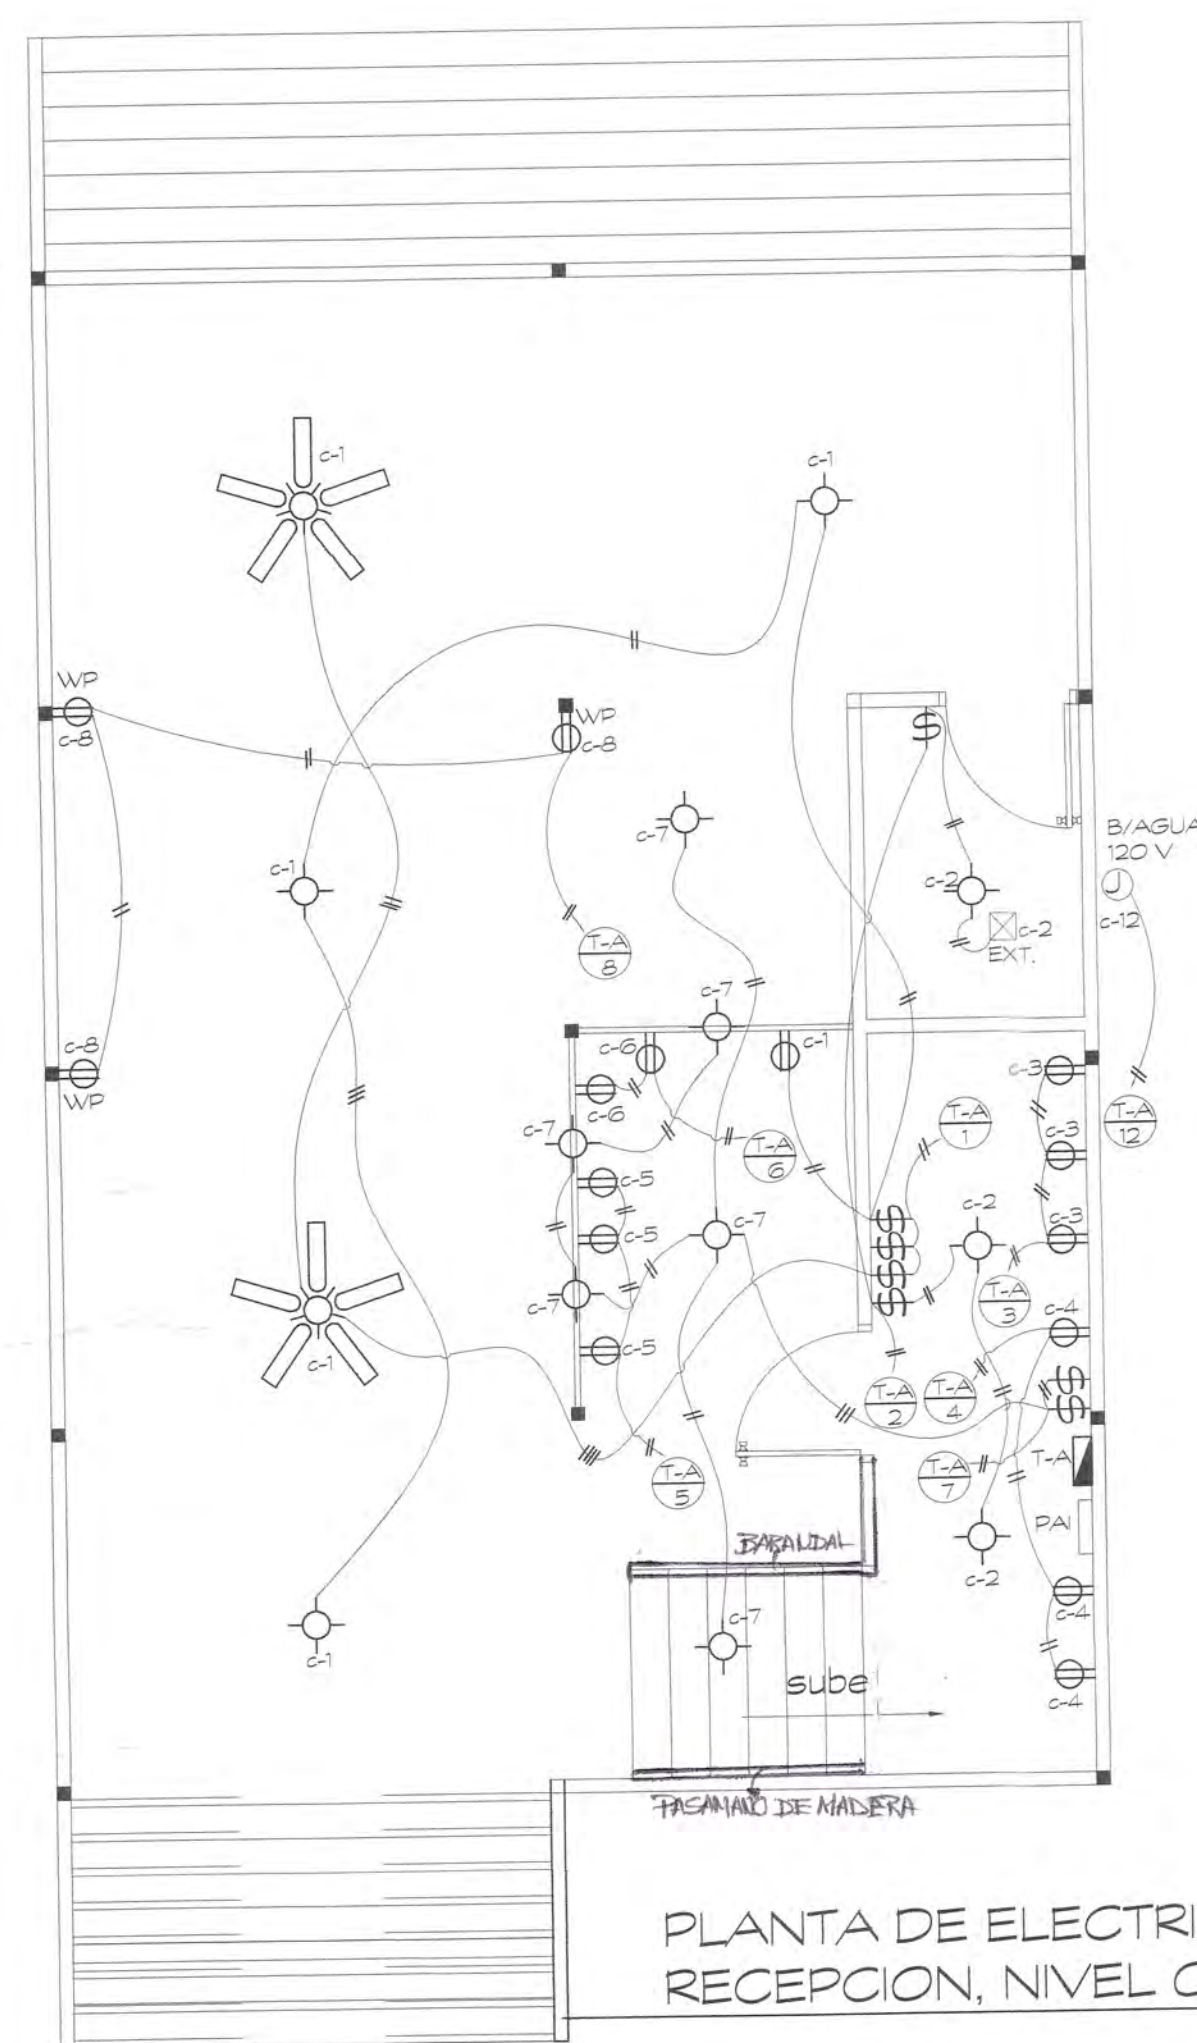 c-1
c-1
WP
c-8
WP
c-8
c-7
c-1
B/AGUA
120 V
J
c-12
c-2
c-2
EXT.
T-A
8
c-7
c-8
WP
c-6
c-1
c-3
c-6
T-A
1
T-A
12
c-7
T-A
6
c-3
c-5
c-7
c-2
c-3
c-5
$$$$
$
T-A
3
c-7
c-4
c-5
c-1
T-A
2
T-A
4
$$
T-A
5
T-A
7
T-A
PAI
BARANDAL
c-2
c-4
c-7
c-1
sube
c-4
PASAMANO DE MADERA
PLANTA DE ELECTRI
RECEPCION, NIVEL